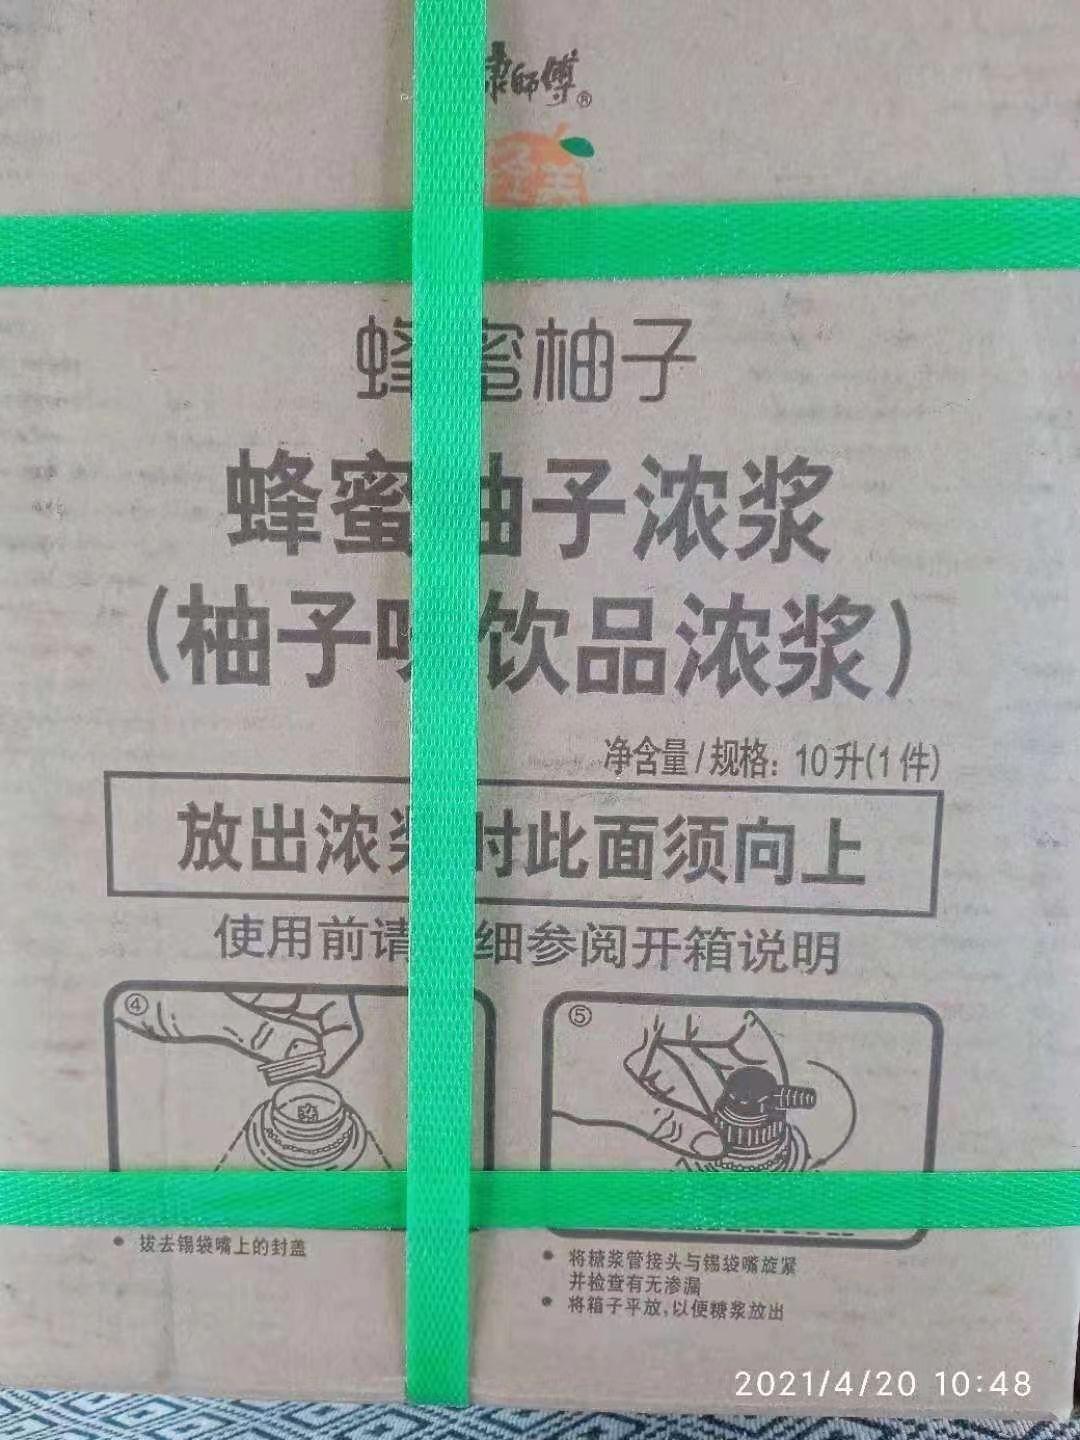 師傅®
蜂蜜柚子
蜂蜜柚子浓浆
(柚子味饮品浓浆)
净含量/规格：10升(1件)
放出浓浆时此面须向上
使用前请 细参阅开箱说明
④
⑤
● 拔去锡袋嘴上的封盖
● 将糖浆管接头与锡袋嘴旋紧
并检查有无渗漏
● 将箱子平放，以便糖浆放出
2021/4/20 10:48